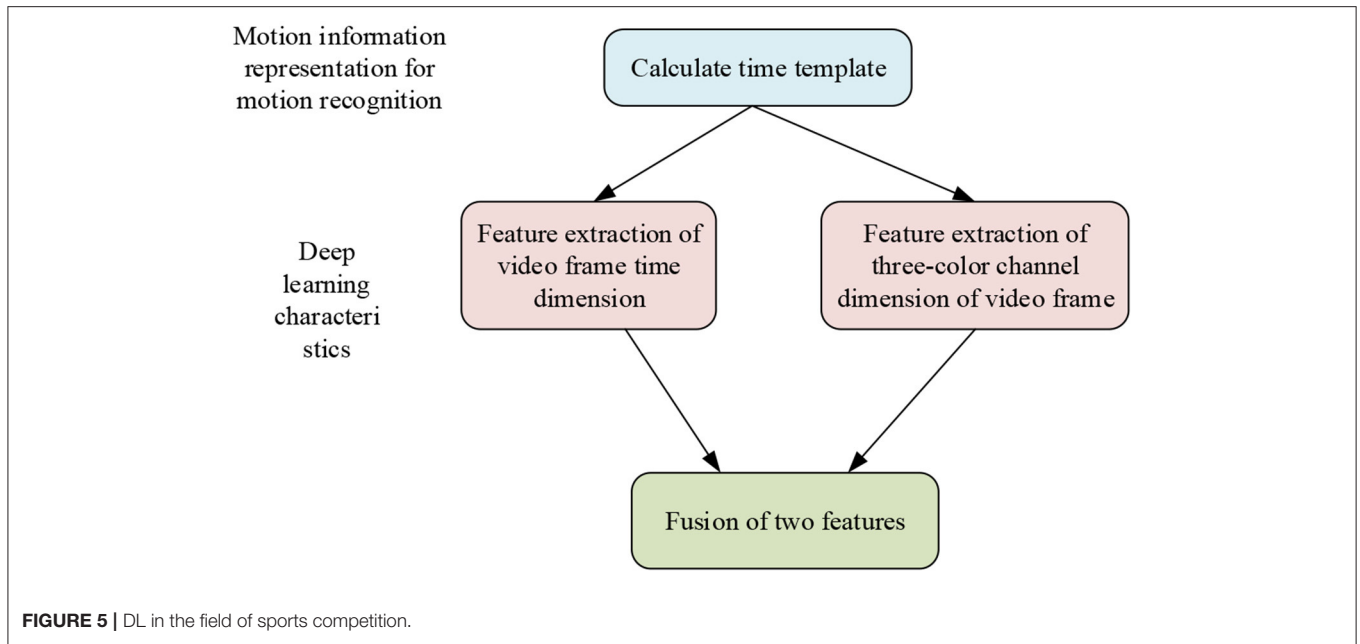 Motion information
representation for
motion recognition
Calculate time template
Deep
learning
characteri
stics
Feature extraction of
video frame time
dimension
Feature extraction of
three-color channel
dimension of video frame
Fusion of two features
FIGURE 5 | DL in the field of sports competition.